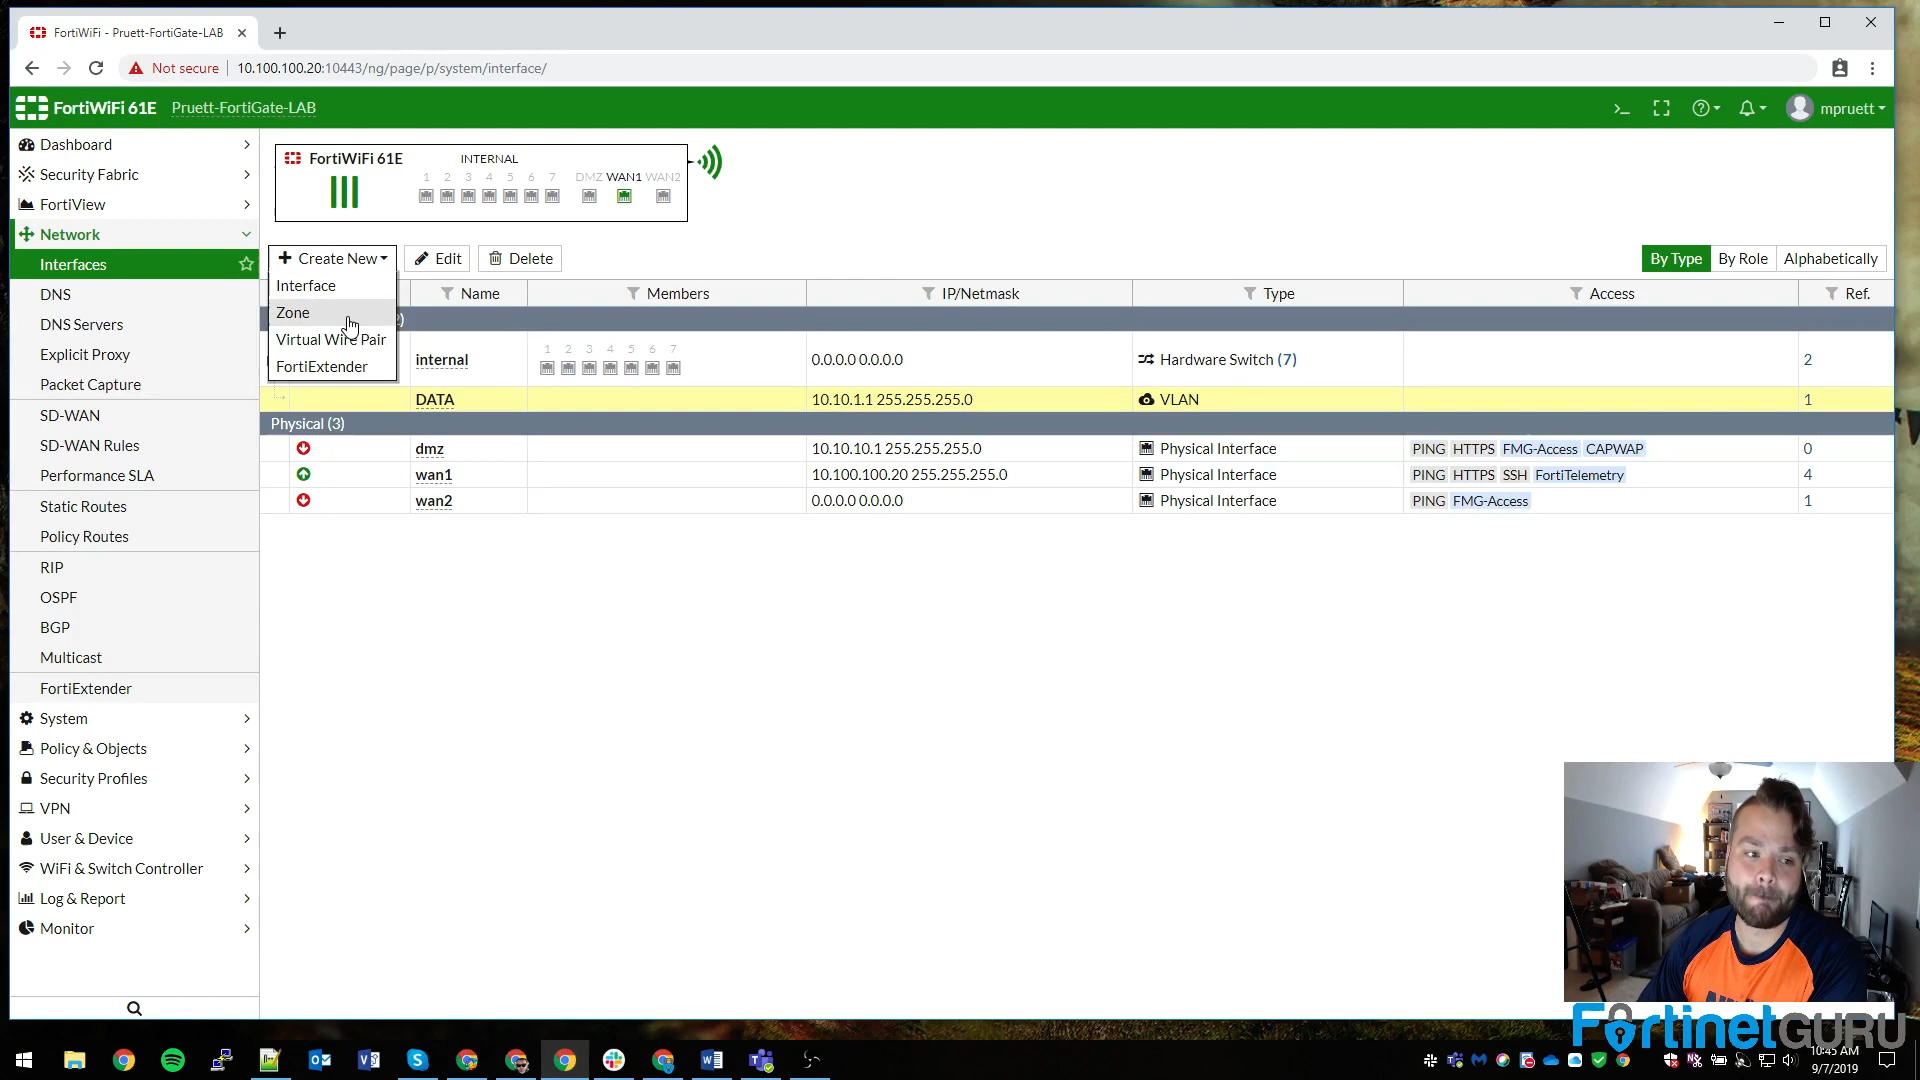 FortiWiFi - Pruett-FortiGate-LAB
Not secure
10.100.100.20:10443/ng/page/p/system/interface/
FortiWiFi 61E
Pruett-FortiGate-LAB
mpruett
Dashboard
Security Fabric
FortiView
Network
Interfaces
DNS
DNS Servers
Explicit Proxy
Packet Capture
SD-WAN
SD-WAN Rules
Performance SLA
Static Routes
Policy Routes
RIP
OSPF
BGP
Multicast
FortiExtender
System
Policy & Objects
Security Profiles
VPN
User & Device
WiFi & Switch Controller
Log & Report
Monitor
FortiWiFi 61E
INTERNAL
1 2 3 4 5 6 7 DMZ WAN1 WAN2
+ Create New
Edit
Delete
By Type
By Role
Alphabetically
Interface
Zone
Virtual Wire Pair
FortiExtender
Name Members IP/Netmask Type Access Ref.
1 2 3 4 5 6 7
internal 0.0.0.0 0.0.0.0 Hardware Switch (7) 2
DATA 10.10.1.1 255.255.255.0 VLAN 1
Physical (3)
dmz 10.10.10.1 255.255.255.0 Physical Interface PING HTTPS FMG-Access CAPWAP 0
wan1 10.100.100.20 255.255.255.0 Physical Interface PING HTTPS SSH FortiTelemetry 4
wan2 0.0.0.0 0.0.0.0 Physical Interface PING FMG-Access 1
FortinetGURU
10:45 AM
9/7/2019